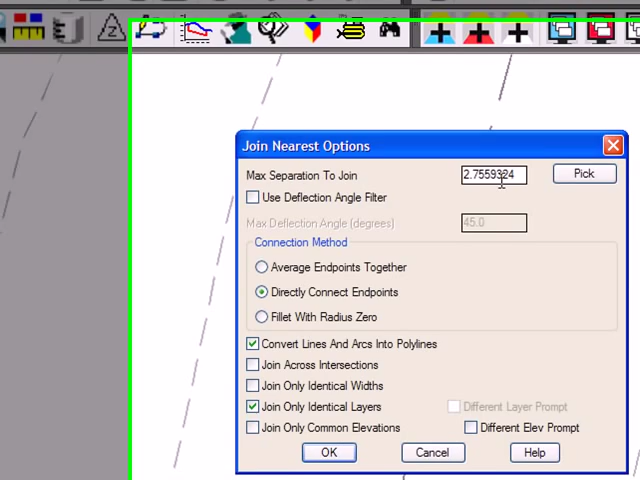 Join Nearest Options
Max Separation To Join 2.7559324 Pick
Use Deflection Angle Filter
Max Deflection Angle (degrees) 45.0
Connection Method
Average Endpoints Together
Directly Connect Endpoints
Fillet With Radius Zero
Convert Lines And Arcs Into Polylines
Join Across Intersections
Join Only Identical Widths
Join Only Identical Layers Different Layer Prompt
Join Only Common Elevations Different Elev Prompt
OK Cancel Help